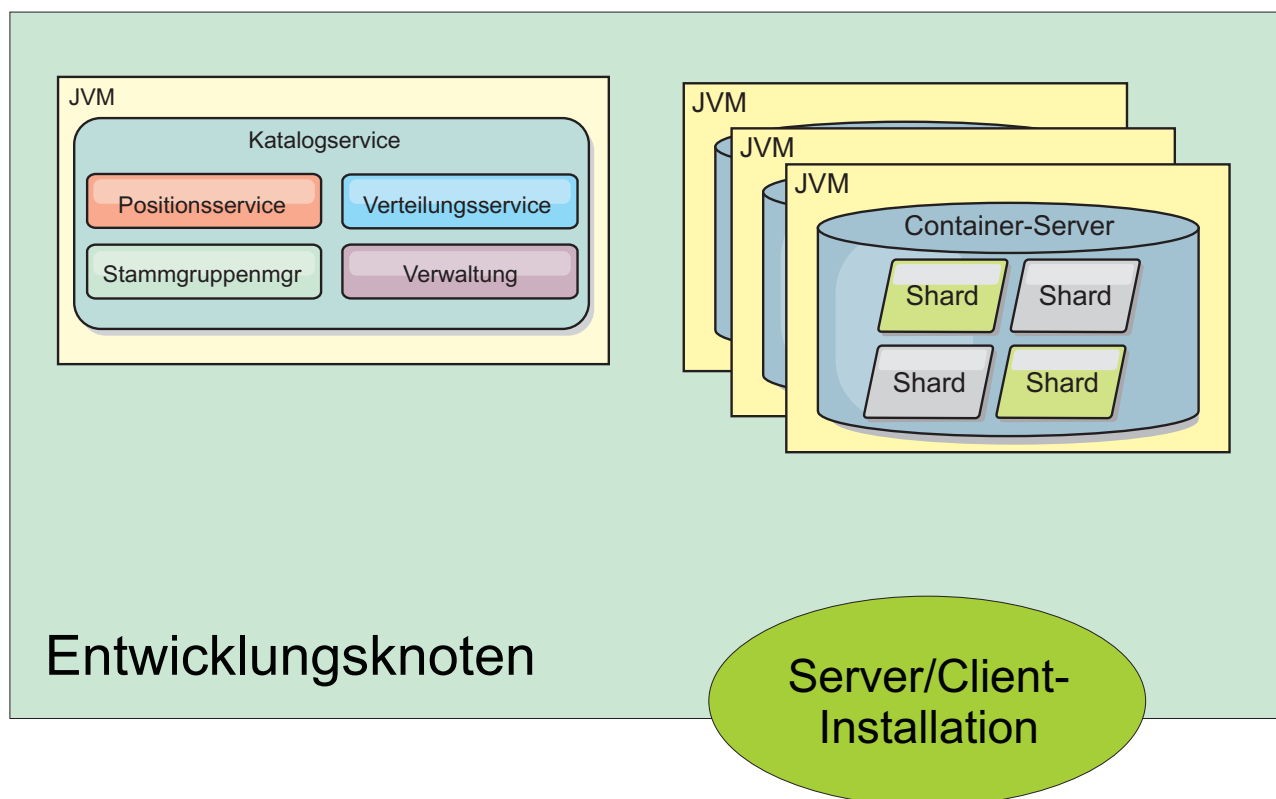 JVM
Katalogservice
Positionsservice
Verteilungsservice
Stammgruppenmgr
Verwaltung
JVM
JVM
JVM
Container-Server
Shard
Shard
Shard
Shard
Entwicklungsknoten
Server/Client-
Installation